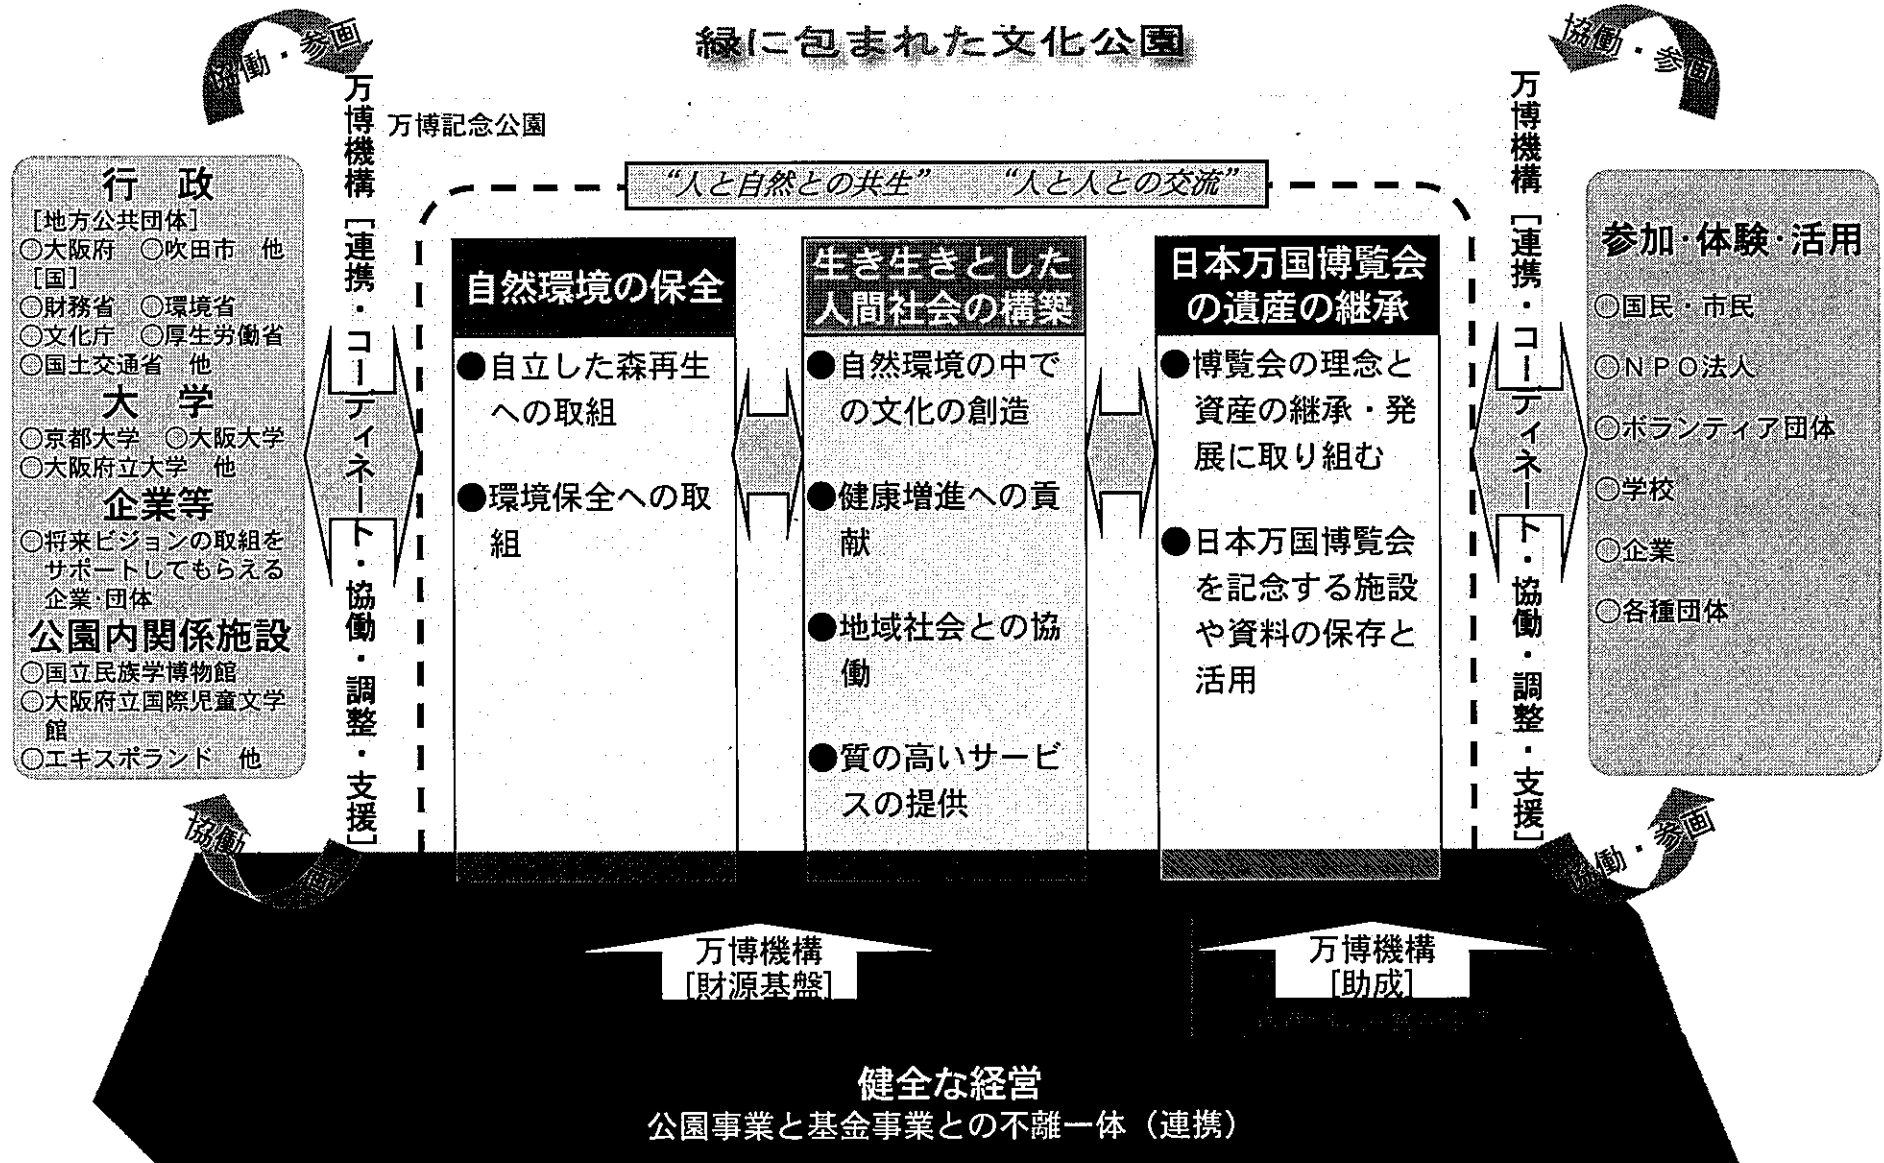 緑に包まれた文化公園
協働・参画
協働・参画
万博記念公園
“人と自然との共生”　“人と人との交流”
行　政
［地方公共団体］
○大阪府　○吹田市　他
［国］
○財務省　○環境省
○文化庁　○厚生労働省
○国土交通省　他
大　学
○京都大学　○大阪大学
○大阪府立大学　他
企業等
○将来ビジョンの取組を
サポートしてもらえる
企業・団体
公園内関係施設
○国立民族学博物館
○大阪府立国際児童文学
館
○エキスポランド　他
万博機構［連携・コーディネート・協働・調整・支援］
自然環境の保全
●自立した森再生
への取組
●環境保全への取
組
生き生きとした
人間社会の構築
●自然環境の中で
の文化の創造
●健康増進への貢
献
●地域社会との協
働
●質の高いサービ
スの提供
日本万国博覧会
の遺産の継承
●博覧会の理念と
資産の継承・発
展に取り組む
●日本万国博覧会
を記念する施設
や資料の保存と
活用
万博機構［連携・コーディネート・協働・調整・支援］
参加・体験・活用
○国民・市民
○ＮＰＯ法人
○ボランティア団体
○学校
○企業
○各種団体
協働
画
協働・参画
万博機構
［財源基盤］
万博機構
［助成］
健全な経営
公園事業と基金事業との不離一体（連携）